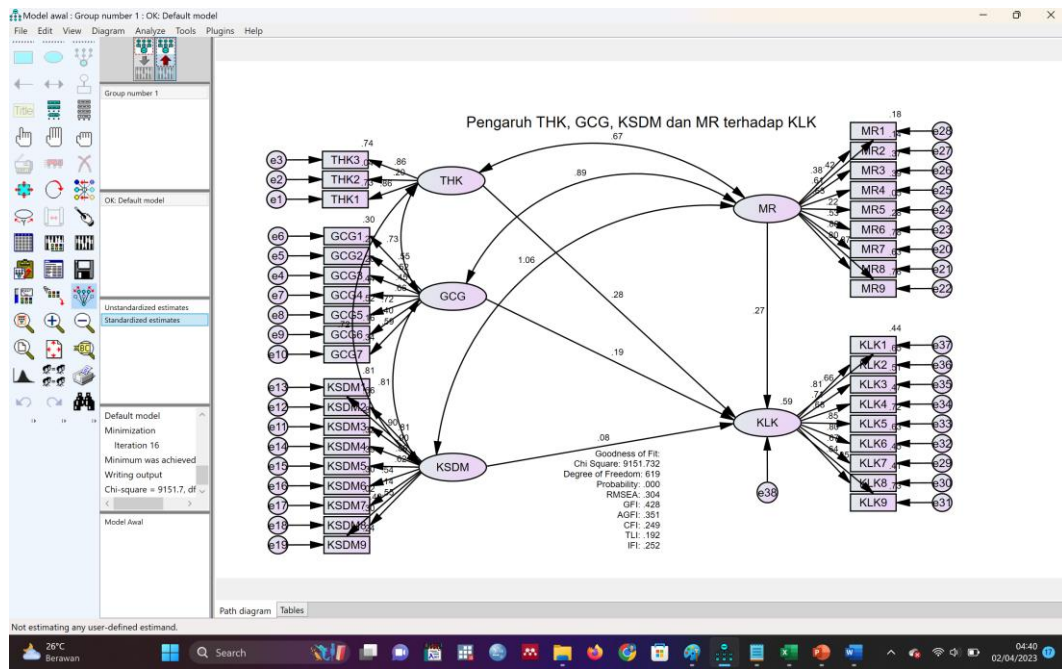 Model awal : Group number 1 : OK: Default model
File Edit View Diagram Analyze Tools Plugins Help
Title
Group number 1
OK: Default model
Unstandardized estimates
Standardized estimates
Default model
Minimization
Iteration 16
Minimum was achieved
Writing output
Chi-square = 9151.7, df
Model Awal
Pengaruh THK, GCG, KSDM dan MR terhadap KLK
.74
e3 THK3 .86
e2 THK2
e1 THK1 .86
THK
.67
.89
1.06
.30
.73
e6 GCG1
e5 GCG2 .55
e4 GCG3
e7 GCG4
e8 GCG5 .72
e9 GCG6
e10 GCG7
GCG
.28
.19
.81
.81
e13 KSDM1
e12 KSDM2
e11 KSDM3
e14 KSDM4
e15 KSDM5
e16 KSDM6
e17 KSDM7
e18 KSDM8
e19 KSDM9
KSDM
.08
.18
MR
MR1 e28
MR2 e27
MR3 e26
MR4 e25
MR5 e24
MR6 e23
MR7 e20
MR8 e21
MR9 e22
.42
.38
.22
.53
.27
.44
KLK
.59
KLK1 e37
KLK2 e36
KLK3 e35
KLK4 e34
KLK5 e33
KLK6 e32
KLK7 e29
KLK8 e30
KLK9 e31
.66
.81
.85
e38
Goodness of Fit:
Chi Square: 9151.732
Degree of Freedom: 619
Probability: .000
RMSEA: .304
GFI: .428
AGFI: .351
CFI: .249
TLI: .192
IFI: .252
Path diagram Tables
Not estimating any user-defined estimand.
26°C
Berawan
Search
04:40
02/04/2023